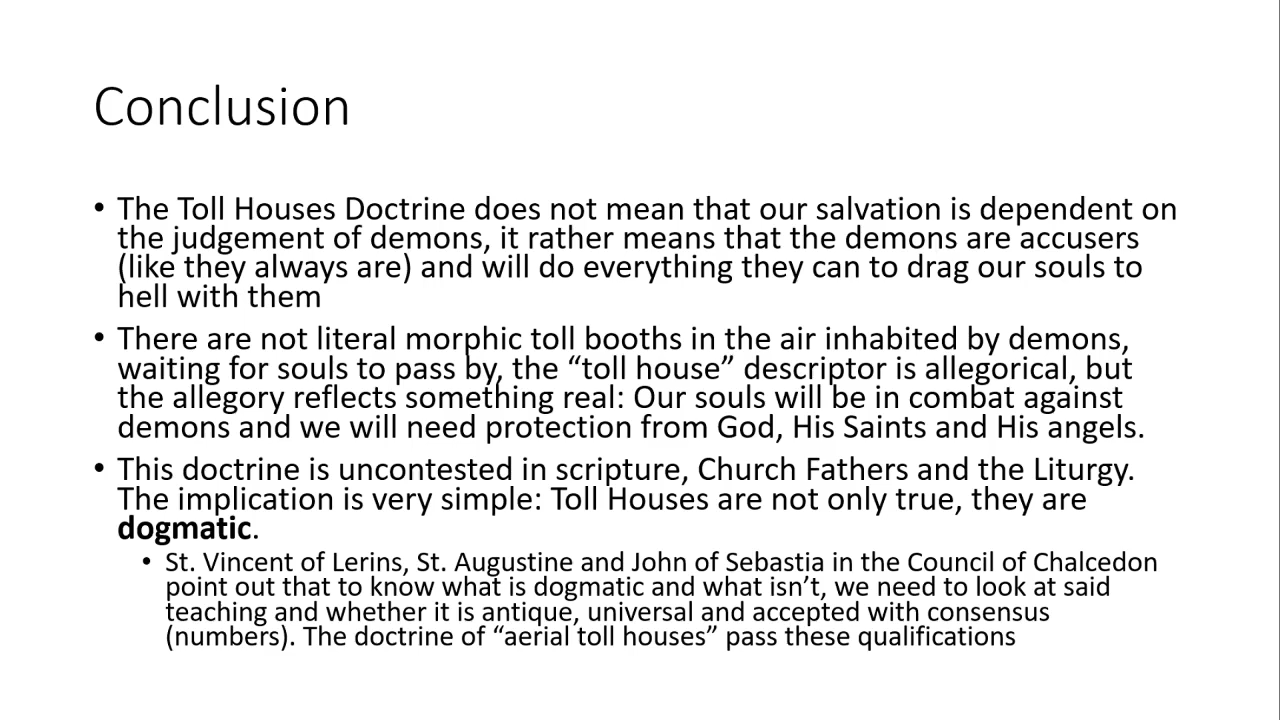 Conclusion
• The Toll Houses Doctrine does not mean that our salvation is dependent on
the judgement of demons, it rather means that the demons are accusers
(like they always are) and will do everything they can to drag our souls to
hell with them
• There are not literal morphic toll booths in the air inhabited by demons,
waiting for souls to pass by, the “toll house” descriptor is allegorical, but
the allegory reflects something real: Our souls will be in combat against
demons and we will need protection from God, His Saints and His angels.
• This doctrine is uncontested in scripture, Church Fathers and the Liturgy.
The implication is very simple: Toll Houses are not only true, they are
dogmatic.
• St. Vincent of Lerins, St. Augustine and John of Sebastia in the Council of Chalcedon
point out that to know what is dogmatic and what isn’t, we need to look at said
teaching and whether it is antique, universal and accepted with consensus
(numbers). The doctrine of “aerial toll houses” pass these qualifications